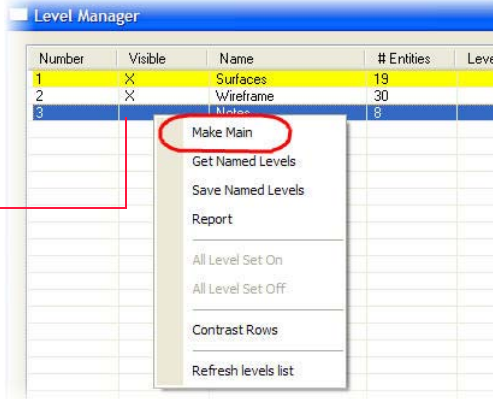 Level Manager
Number Visible Name # Entities Leve
1 X Surfaces 19
2 X Wireframe 30
3 Notes 8
Make Main
Get Named Levels
Save Named Levels
Report
All Level Set On
All Level Set Off
Contrast Rows
Refresh levels list